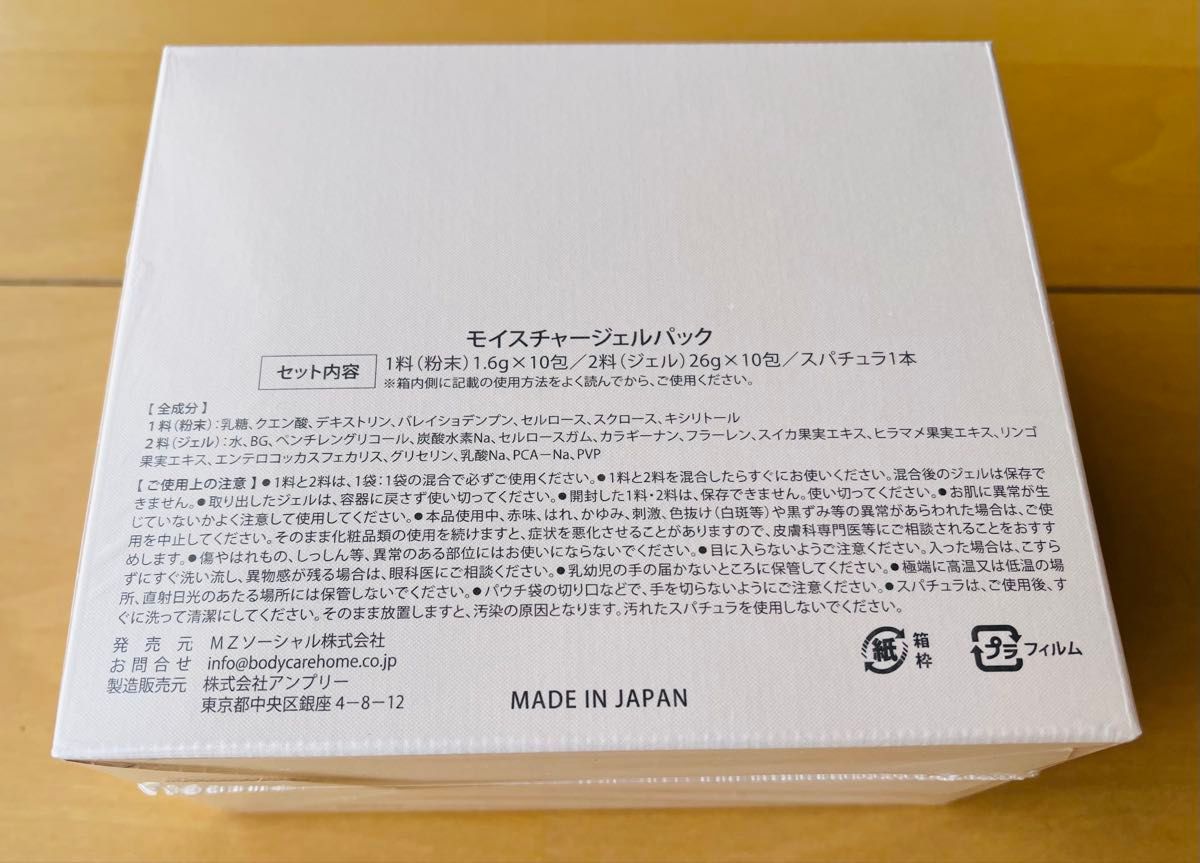 モイスチャージェルパック
セット内容
1料（粉末）1.6g×10包／2料（ジェル）26g×10包／スパチュラ1本
※箱内側に記載の使用方法をよく読んでから、ご使用ください。
【全成分】
1料（粉末）：乳糖、クエン酸、デキストリン、バレイショデンプン、セルロース、スクロース、キシリトール
2料（ジェル）：水、BG、ペンチレングリコール、炭酸水素Na、セルロースガム、カラギーナン、フラーレン、スイカ果実エキス、ヒラマメ果実エキス、リンゴ
果実エキス、エンテロコッカスフェカリス、グリセリン、乳酸Na、PCA－Na、PVP
【ご使用上の注意】●1料と2料は、1袋：1袋の混合で必ずご使用ください。●1料と2料を混合したらすぐにお使いください。混合後のジェルは保存で
きません。●取り出したジェルは、容器に戻さず使い切ってください。●開封した1料・2料は、保存できません。使い切ってください。●お肌に異常が生
じていないかよく注意して使用してください。●本品使用中、赤味、はれ、かゆみ、刺激、色抜け（白斑等）や黒ずみ等の異常があらわれた場合は、ご使
用を中止してください。そのまま化粧品類の使用を続けますと、症状を悪化させることがありますので、皮膚科専門医等にご相談されることをおすす
めします。●傷やはれもの、しっしん等、異常のある部位にはお使いにならないでください。●目に入らないようご注意ください。入った場合は、こすら
ずにすぐ洗い流し、異物感が残る場合は、眼科医にご相談ください。●乳幼児の手の届かないところに保管してください。●極端に高温又は低温の場
所、直射日光のあたる場所には保管しないでください。●パウチ袋の切り口などで、手を切らないようにご注意ください。●スパチュラは、ご使用後、す
ぐに洗って清潔にしてください。そのまま放置しますと、汚染の原因となります。汚れたスパチュラを使用しないでください。
発売元 MZソーシャル株式会社
お問合せ info@bodycarehome.co.jp
製造販売元 株式会社アンプリー
東京都中央区銀座4－8－12
MADE IN JAPAN
紙 箱
枠
プラ フィルム